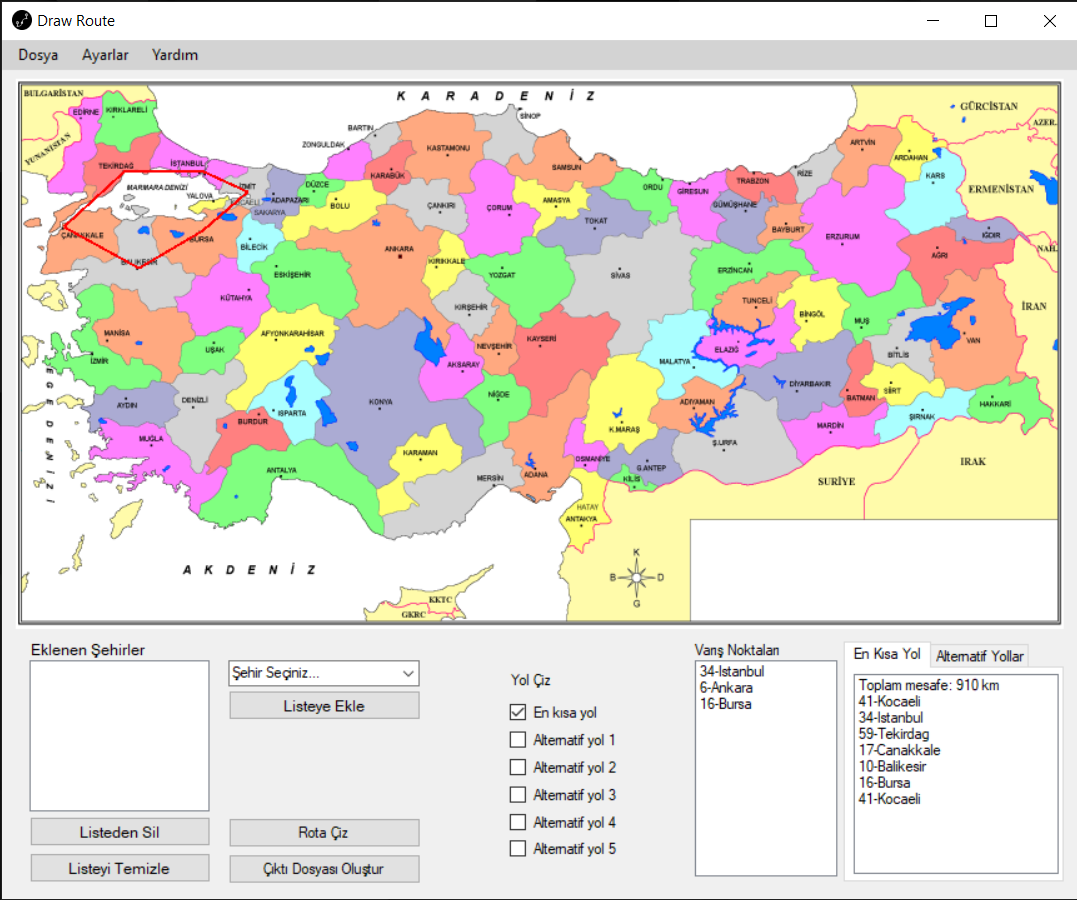 Draw Route
Dosya Ayarlar Yardım
BULGARİSTAN
K A R A D E N İ Z
GÜRCİSTAN
EDİRNE
KIRKLARELİ
SİNOP
AZER.
BARTIN
YUNANİSTAN
ZONGULDAK
KASTAMONU
ARTVİN
ARDAHAN
TEKİRDAĞ
İSTANBUL
KARABÜK
SAMSUN
RİZE
TRABZON
KARS
ERMENİSTAN
MARMARA DENİZİ
İZMİT
DÜZCE
ORDU
GİRESUN
YALOVA
KOCAELİ
ADAPAZARI
BOLU
ÇANKIRI
ÇORUM
AMASYA
GÜMÜŞHANE
SAKARYA
TOKAT
BAYBURT
ERZURUM
IĞDIR
ÇANAKKALE
BURSA
BİLECİK
ANKARA
NAH.
BALIKESİR
KIRIKKALE
AĞRI
ESKİŞEHİR
YOZGAT
SİVAS
ERZİNCAN
KÜTAHYA
TUNCELİ
İRAN
KIRŞEHİR
BİNGÖL
MUŞ
MANİSA
AFYONKARAHİSAR
KAYSERİ
VAN
UŞAK
NEVŞEHİR
ELAZIĞ
BİTLİS
İZMİR
AKSARAY
MALATYA
E G E D E N İ Z İ
DİYARBAKIR
SİİRT
NİĞDE
BATMAN
AYDIN
DENİZLİ
ISPARTA
KONYA
ADIYAMAN
HAKKARİ
BURDUR
K.MARAŞ
MARDİN
ŞIRNAK
MUĞLA
Ş.URFA
KARAMAN
OSMANİYE
G.ANTEP
IRAK
ANTALYA
MERSİN
ADANA
KİLİS
SURİYE
HATAY
ANTAKYA
K
A K D E N İ Z
B D
G
KKTC
GKRC
Eklenen Şehirler
Şehir Seçiniz...
Listeye Ekle
Listeden Sil
Listeyi Temizle
Rota Çiz
Çıktı Dosyası Oluştur
Yol Çiz
En kısa yol
Alternatif yol 1
Alternatif yol 2
Alternatif yol 3
Alternatif yol 4
Alternatif yol 5
Varış Noktaları
34-Istanbul
6-Ankara
16-Bursa
En Kısa Yol Alternatif Yollar
Toplam mesafe: 910 km
41-Kocaeli
34-Istanbul
59-Tekirdag
17-Canakkale
10-Balikesir
16-Bursa
41-Kocaeli